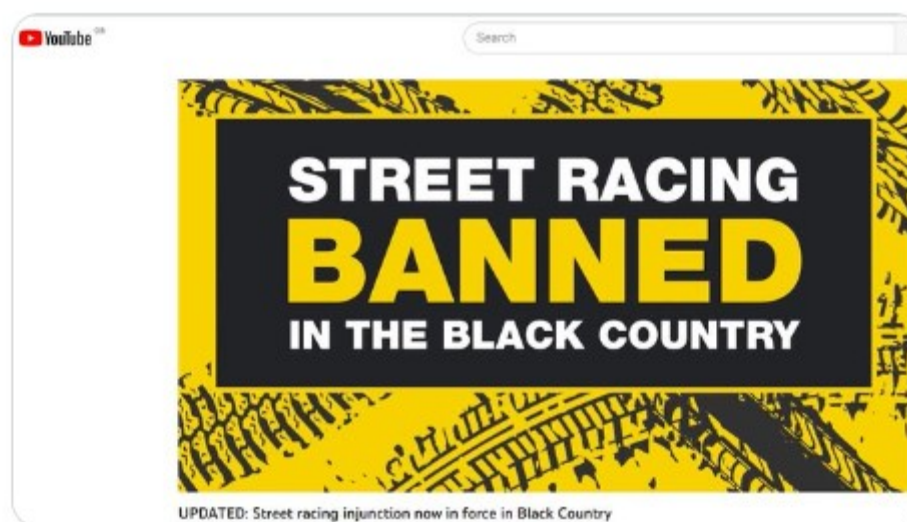 YouTube GB
Search
STREET RACING
BANNED
IN THE BLACK COUNTRY
UPDATED: Street racing injunction now in force in Black Country